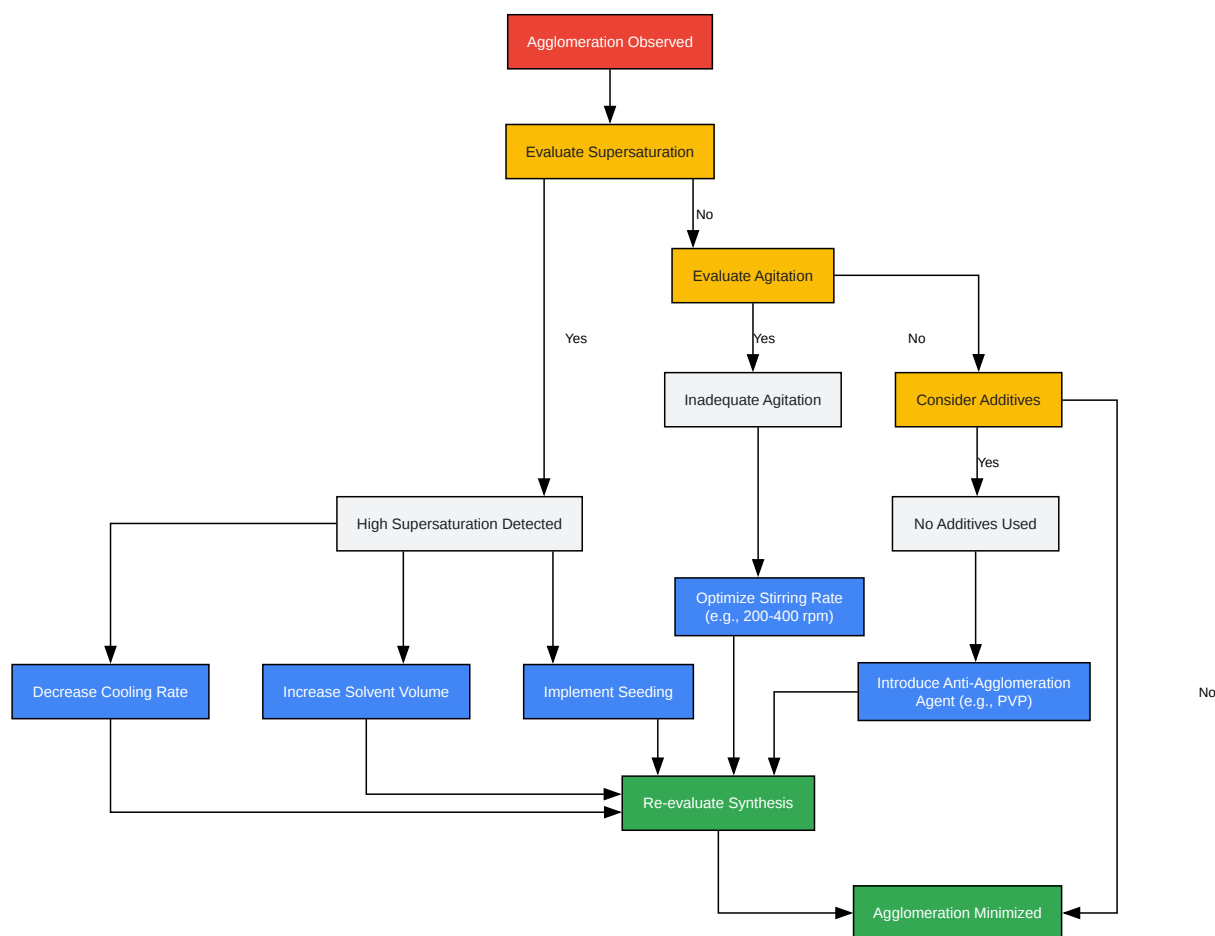 Agglomeration Observed
Evaluate Supersaturation
No
Evaluate Agitation
Yes
Yes
No
Inadequate Agitation
Consider Additives
Yes
High Supersaturation Detected
No Additives Used
Optimize Stirring Rate
(e.g., 200-400 rpm)
Decrease Cooling Rate
Increase Solvent Volume
Implement Seeding
Introduce Anti-Agglomeration
Agent (e.g., PVP)
No
Re-evaluate Synthesis
Agglomeration Minimized